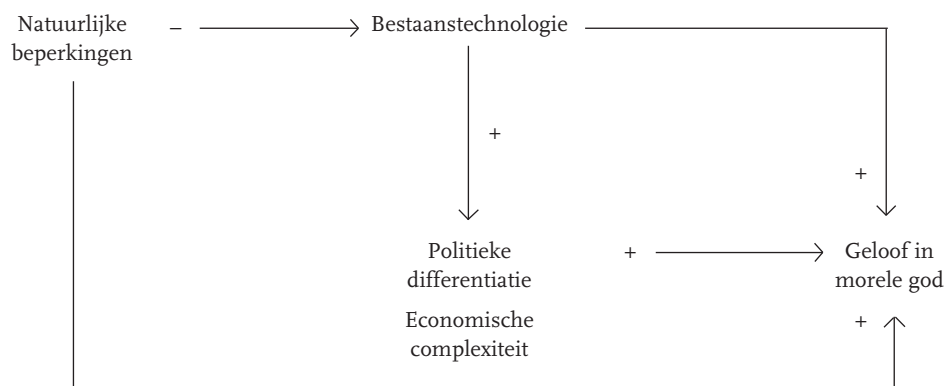 Natuurlijke
beperkingen
–
Bestaanstechnologie
+
+
Politieke
differentiatie
+
Geloof in
morele god
Economische
complexiteit
+